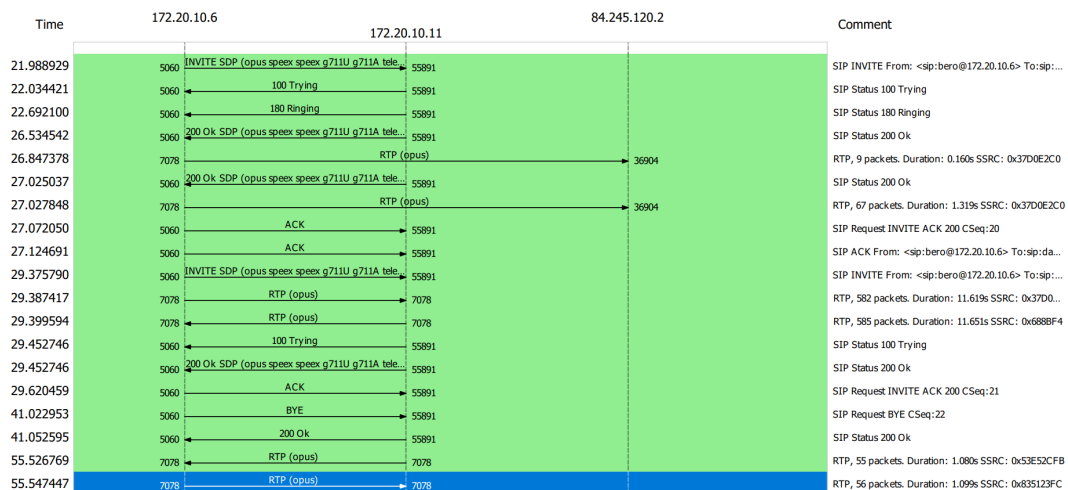 172.20.10.6 84.245.120.2
Time 172.20.10.11 Comment
21.988929 5060 INVITE SDP (opus speex speex g711U g711A tele... 55891 SIP INVITE From: <sip:bero@172.20.10.6> To:sip:...
22.034421 5060 100 Trying 55891 SIP Status 100 Trying
22.692100 5060 180 Ringing 55891 SIP Status 180 Ringing
26.534542 5060 200 Ok SDP (opus speex speex g711U g711A tele... 55891 SIP Status 200 Ok
26.847378 7078 RTP (opus) 36904 RTP, 9 packets. Duration: 0.160s SSRC: 0x37D0E2C0
27.025037 5060 200 Ok SDP (opus speex speex g711U g711A tele... 55891 SIP Status 200 Ok
27.027848 7078 RTP (opus) 36904 RTP, 67 packets. Duration: 1.319s SSRC: 0x37D0E2C0
27.072050 5060 ACK 55891 SIP Request INVITE ACK 200 CSeq:20
27.124691 5060 ACK 55891 SIP ACK From: <sip:bero@172.20.10.6> To:sip:da...
29.375790 5060 INVITE SDP (opus speex speex g711U g711A tele... 55891 SIP INVITE From: <sip:bero@172.20.10.6> To:sip:...
29.387417 7078 RTP (opus) 7078 RTP, 582 packets. Duration: 11.619s SSRC: 0x37D0...
29.399594 7078 RTP (opus) 7078 RTP, 585 packets. Duration: 11.651s SSRC: 0x688BF4
29.452746 5060 100 Trying 55891 SIP Status 100 Trying
29.452746 5060 200 Ok SDP (opus speex speex g711U g711A tele... 55891 SIP Status 200 Ok
29.620459 5060 ACK 55891 SIP Request INVITE ACK 200 CSeq:21
41.022953 5060 BYE 55891 SIP Request BYE CSeq:22
41.052595 5060 200 Ok 55891 SIP Status 200 Ok
55.526769 7078 RTP (opus) 7078 RTP, 55 packets. Duration: 1.080s SSRC: 0x53E52CFB
55.547447 7078 RTP (opus) 7078 RTP, 56 packets. Duration: 1.099s SSRC: 0x835123FC